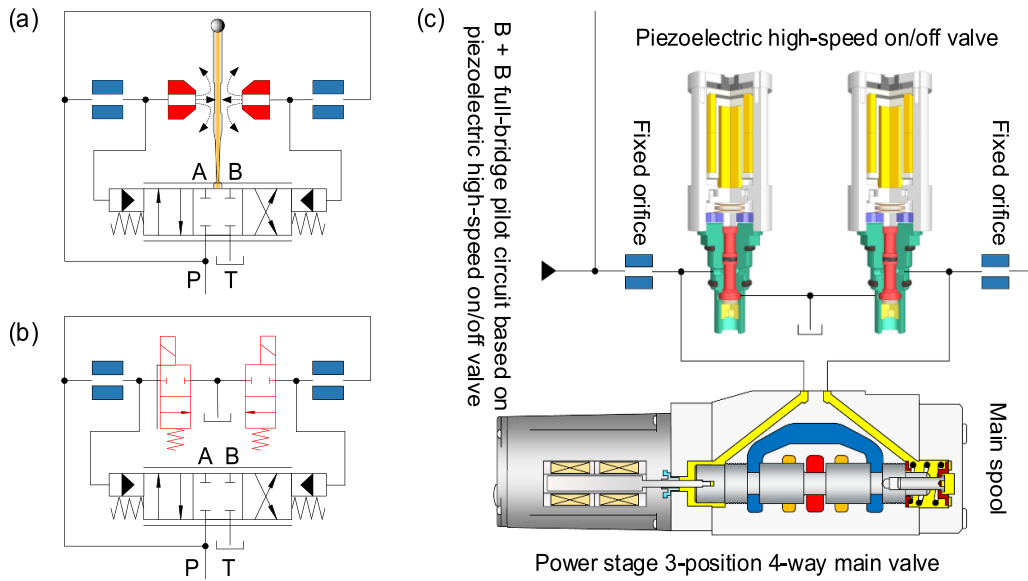 (a)
A B
P T
(b)
A B
P T
(c)
B + B full-bridge pilot circuit based on
piezoelectric high-speed on/off valve
Piezoelectric high-speed on/off valve
Fixed orifice
Fixed orifice
Main spool
Power stage 3-position 4-way main valve